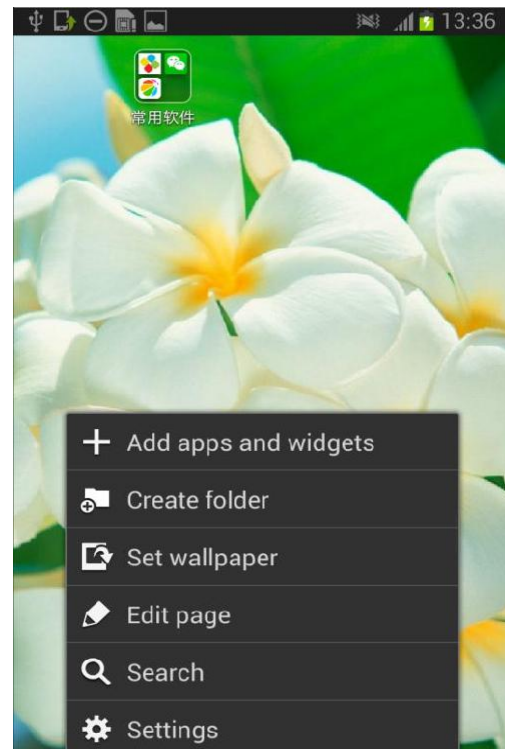 13:36
常用软件
Add apps and widgets
Create folder
Set wallpaper
Edit page
Search
Settings